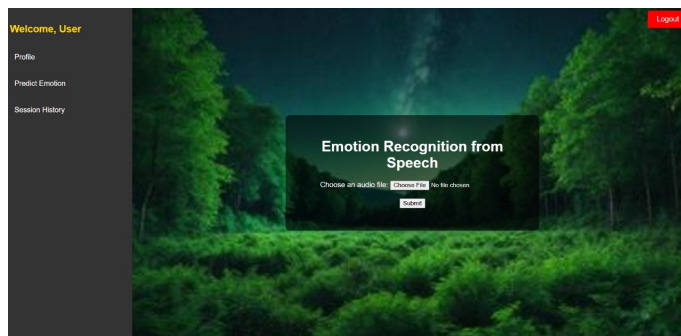 Welcome, User
Logout
Profile
Predict Emotion
Session History
Emotion Recognition from
Speech
Choose an audio file: Choose File No file chosen
Submit